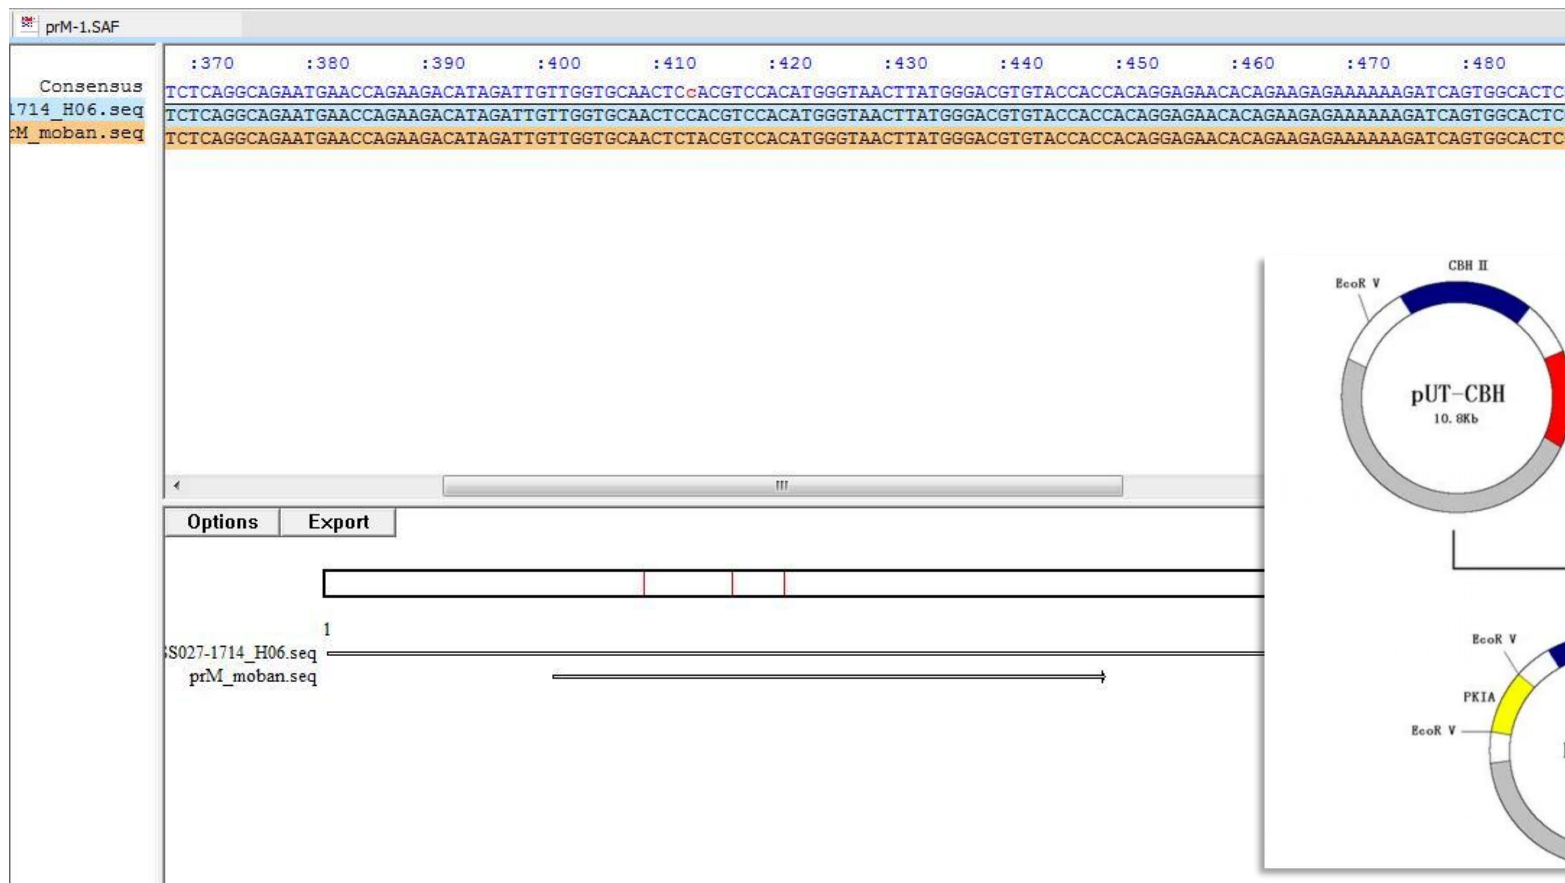 prM-1.SAF
:370 :380 :390 :400 :410 :420 :430 :440 :450 :460 :470 :480
Consensus TCTCAGGCAGAATGAACCAGAAGACATAGATTGTTGGTGCAACTCcACGTCCACATGGGTAACTTATGGGACGTGTACCACCACAGGAGAACACAGAAGAGAAAAAAGATCAGTGGCACTC
1714_H06.seq TCTCAGGCAGAATGAACCAGAAGACATAGATTGTTGGTGCAACTCCACGTCCACATGGGTAACTTATGGGACGTGTACCACCACAGGAGAACACAGAAGAGAAAAAAGATCAGTGGCACTC
rM_moban.seq TCTCAGGCAGAATGAACCAGAAGACATAGATTGTTGGTGCAACTCTACGTCCACATGGGTAACTTATGGGACGTGTACCACCACAGGAGAACACAGAAGAGAAAAAAGATCAGTGGCACTC
Options Export
1
S027-1714_H06.seq
prM_moban.seq
CBH II
EcoR V
pUT-CBH
10.8Kb
EcoR V
PKIA
EcoR V